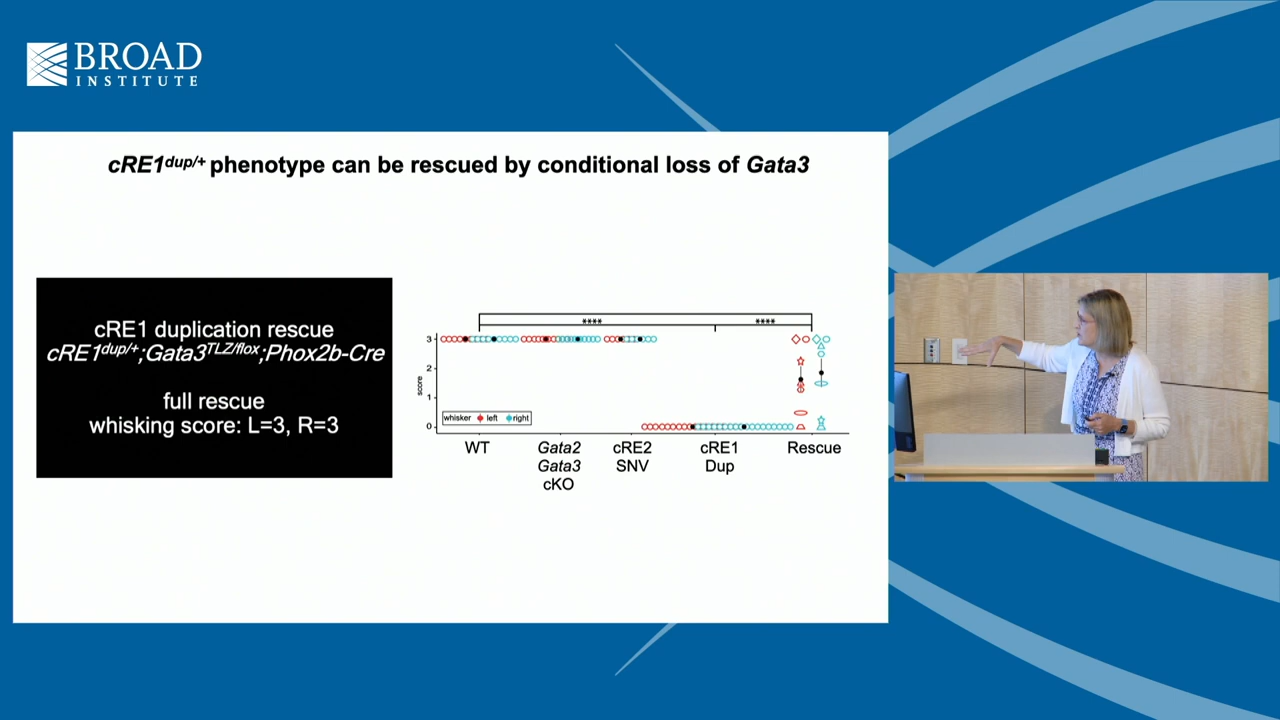 BROAD
INSTITUTE
cRE1dup/+ phenotype can be rescued by conditional loss of Gata3
cRE1 duplication rescue
cRE1dup/+;Gata3TLZ/flox;Phox2b-Cre
full rescue
whisking score: L=3, R=3
****
****
3
2
1
0
score
whisker left right
WT
Gata2
Gata3
cKO
cRE2
SNV
cRE1
Dup
Rescue